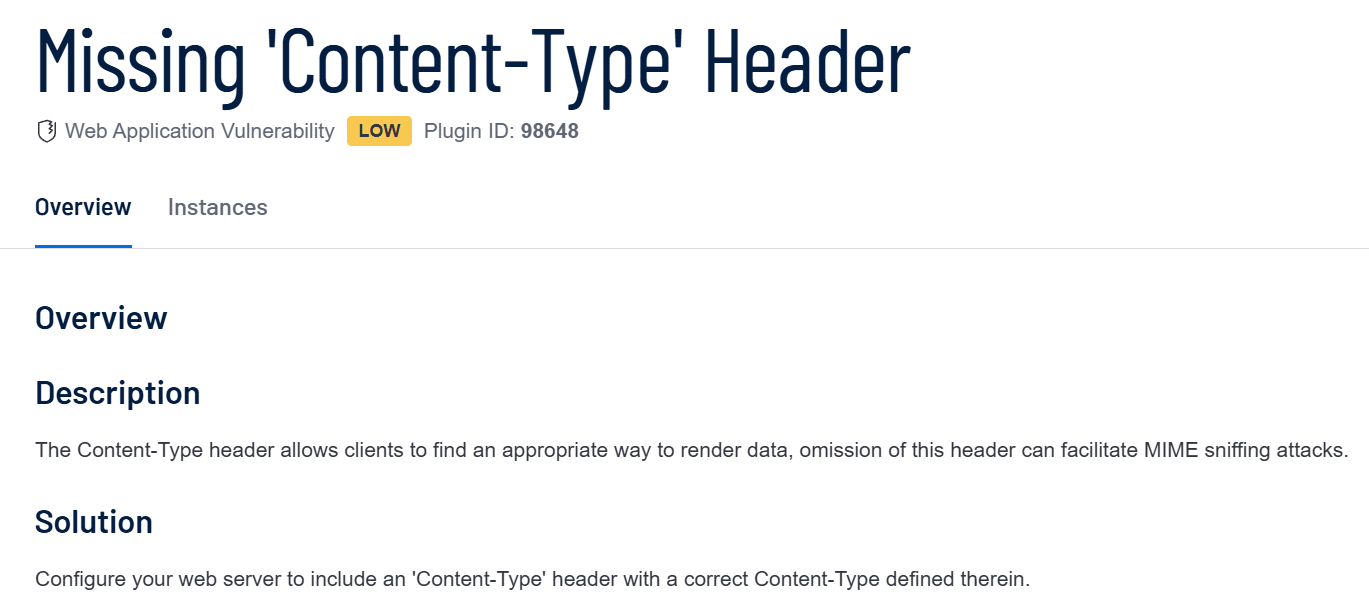 Missing 'Content-Type' Header
Web Application Vulnerability LOW Plugin ID: 98648
Overview Instances
Overview
Description
The Content-Type header allows clients to find an appropriate way to render data, omission of this header can facilitate MIME sniffing attacks.
Solution
Configure your web server to include an 'Content-Type' header with a correct Content-Type defined therein.